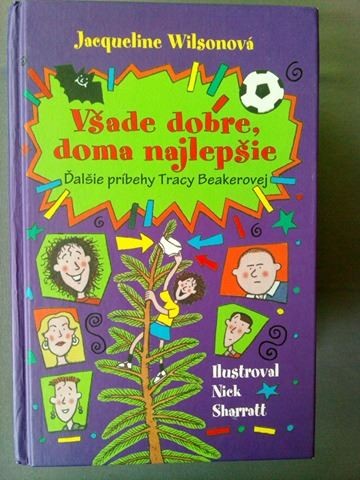 Jacqueline Wilsonová
Všade dobre,
doma najlepšie
Ďalšie príbehy Tracy Beakerovej
Ilustroval
Nick
Sharratt